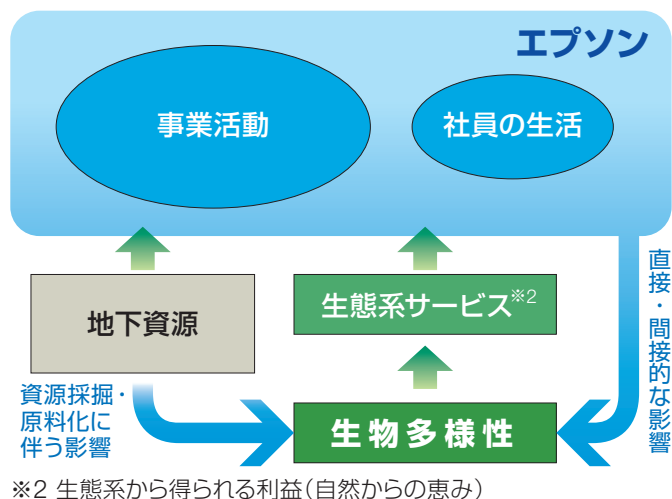 エプソン
事業活動
社員の生活
地下資源
生態系サービス※2
直接・間接的な影響
資源採掘・
原料化に
伴う影響
生物多様性
※2 生態系から得られる利益(自然からの恵み)